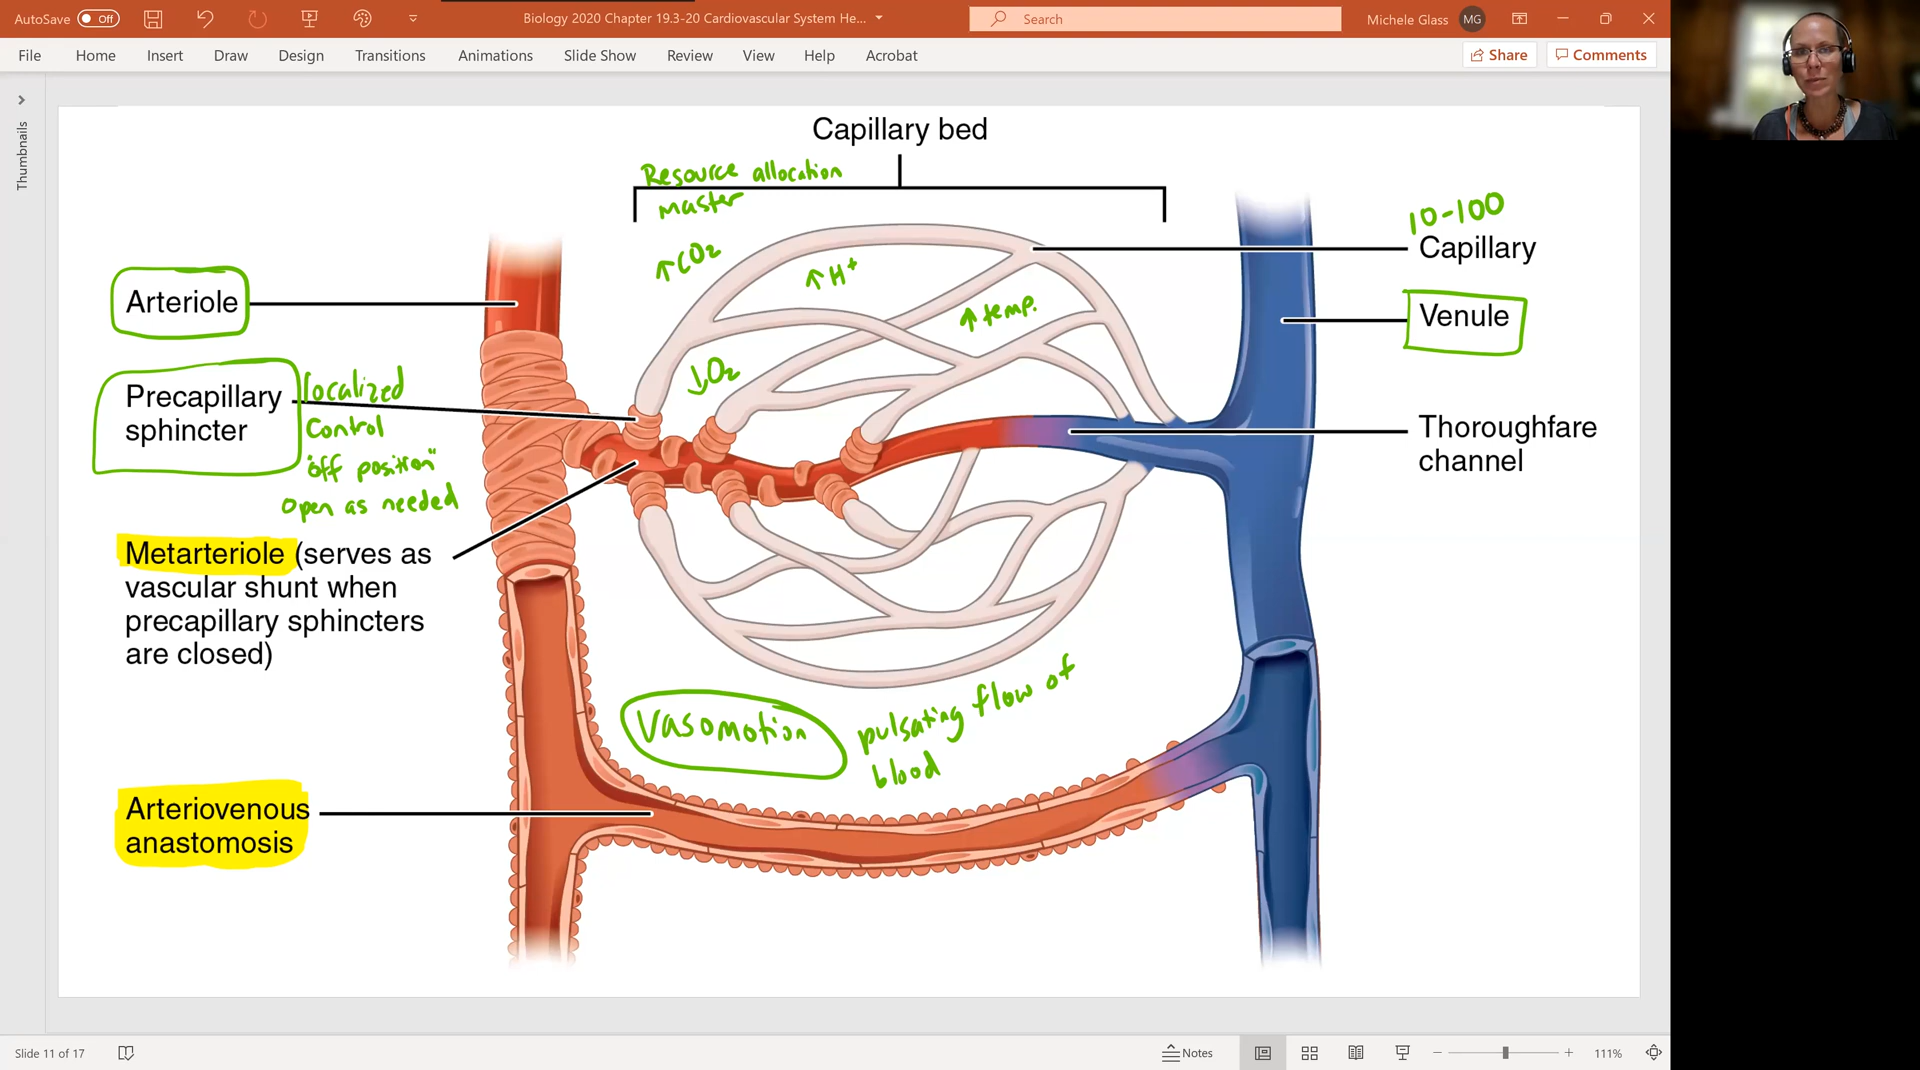 AutoSave Off
Biology 2020 Chapter 19.3-20 Cardiovascular System He...
Search
Michele Glass MG
File Home Insert Draw Design Transitions Animations Slide Show Review View Help Acrobat
Share Comments
Thumbnails
Capillary bed
Resource allocation
master
10-100
Capillary
↑CO2
↑H+
↑temp.
↓O2
Arteriole
Venule
Precapillary
sphincter
localized
Control
"off position"
Open as needed
Thoroughfare
channel
Metarteriole (serves as
vascular shunt when
precapillary sphincters
are closed)
Vasomotion
pulsating flow of
blood
Arteriovenous
anastomosis
Slide 11 of 17
Notes
111%